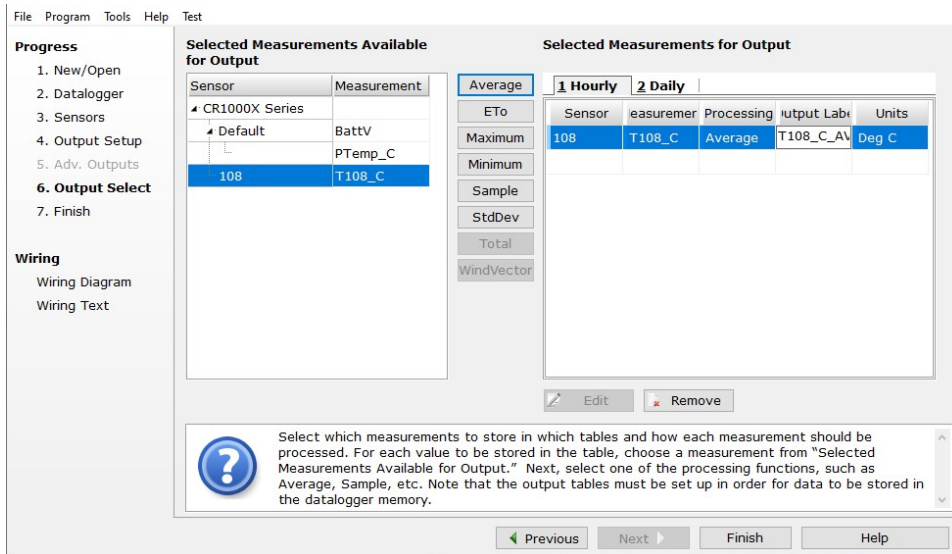 File Program Tools Help Test
Progress
1. New/Open
2. Datalogger
3. Sensors
4. Output Setup
5. Adv. Outputs
6. Output Select
7. Finish
Wiring
Wiring Diagram
Wiring Text
Selected Measurements Available
for Output
Sensor Measurement
CR1000X Series
Default BattV
PTemp_C
108 T108_C
Average
ETo
Maximum
Minimum
Sample
StdDev
Total
WindVector
Selected Measurements for Output
1 Hourly 2 Daily
Sensor easuremer Processing utput Labe Units
108 T108_C Average T108_C_AV Deg C
Edit Remove
Select which measurements to store in which tables and how each measurement should be
processed. For each value to be stored in the table, choose a measurement from “Selected
Measurements Available for Output.” Next, select one of the processing functions, such as
Average, Sample, etc. Note that the output tables must be set up in order for data to be stored in
the datalogger memory.
Previous Next Finish Help